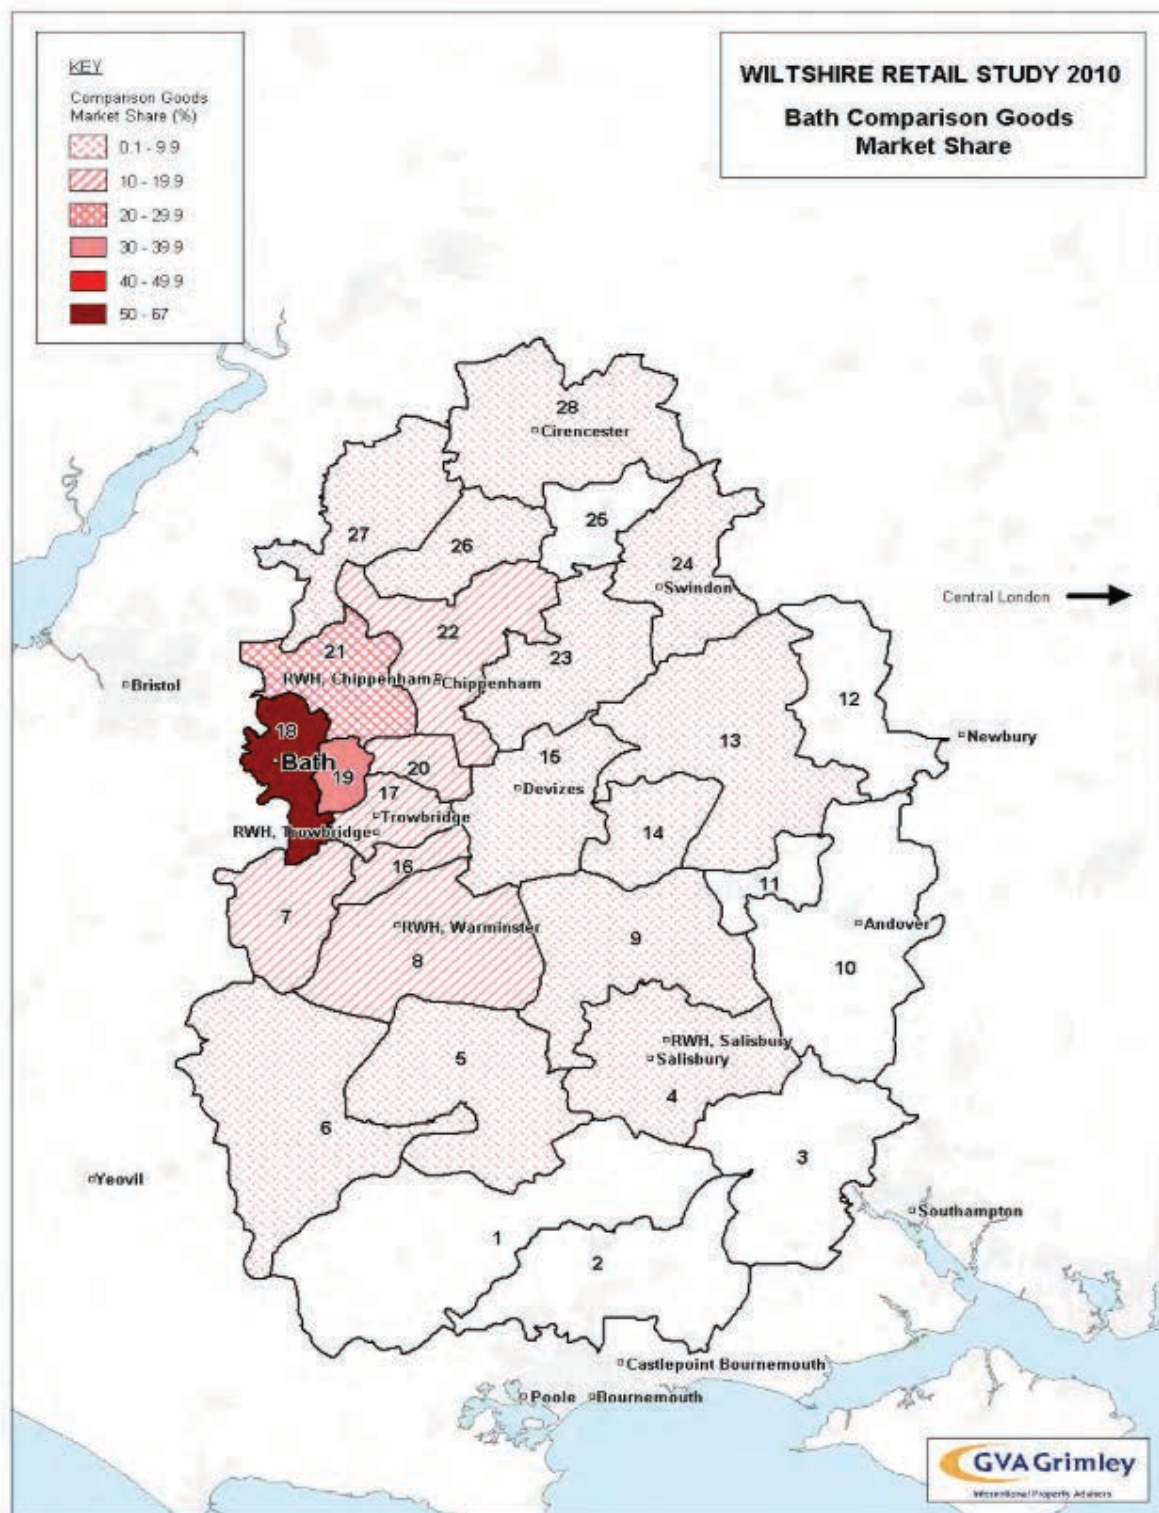 KEY
Comparison Goods
Market Share (%)
0.1 - 9.9
10 - 19.9
20 - 29.9
30 - 39.9
40 - 49.9
50 - 67
WILTSHIRE RETAIL STUDY 2010
Bath Comparison Goods
Market Share
28
Cirencester
27
26
25
24
Swindon
Central London
22
21
23
RWH, Chippenham
Chippenham
Bristol
12
18
13
Newbury
15
Bath
19
20
17
Devizes
Trowbridge
RWH, Trowbridge
14
16
11
7
RWH, Warminster
9
Andover
8
10
RWH, Salisbury
5
Salisbury
4
6
3
Yeovil
Southampton
1
2
Castlepoint Bournemouth
Poole
Bournemouth
GVA Grimley
International Property Advisers